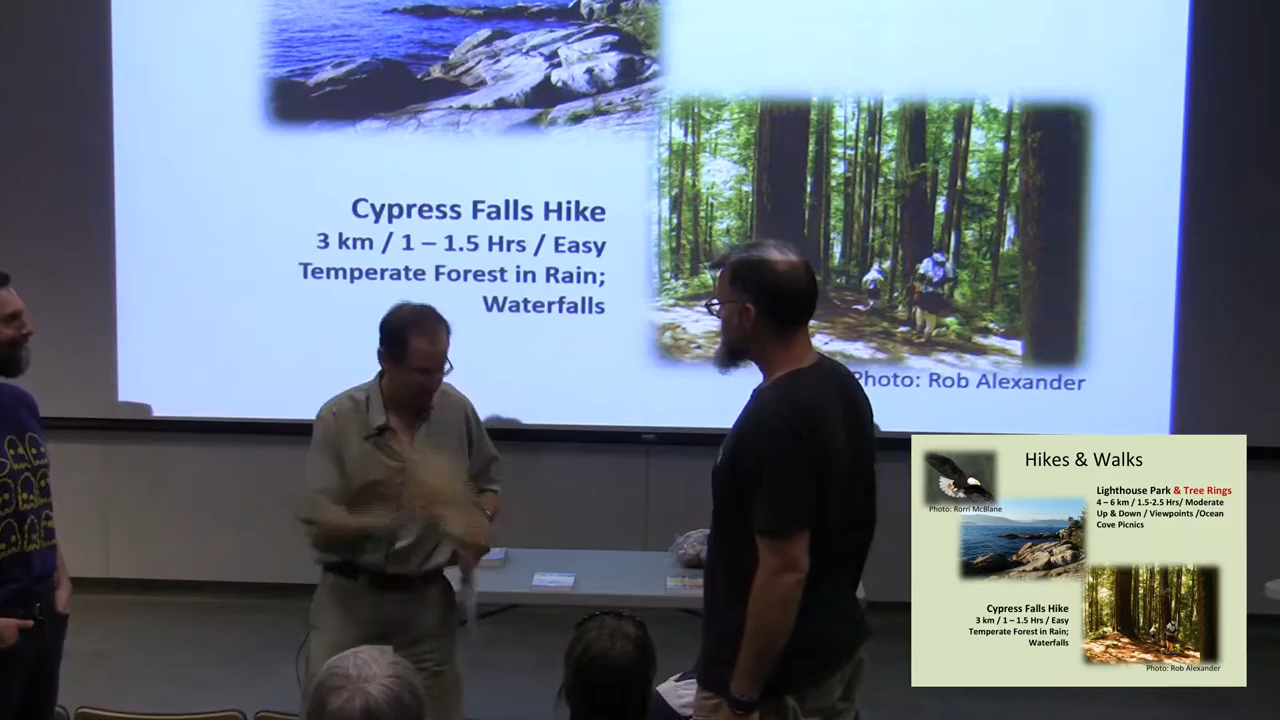 Cypress Falls Hike
3 km / 1 – 1.5 Hrs / Easy
Temperate Forest in Rain;
Waterfalls
Photo: Rob Alexander
Hikes & Walks
Photo: Rorri McBlane
Lighthouse Park & Tree Rings
4 – 6 km / 1.5-2.5 Hrs/ Moderate
Up & Down / Viewpoints /Ocean
Cove Picnics
Cypress Falls Hike
3 km / 1 – 1.5 Hrs / Easy
Temperate Forest in Rain;
Waterfalls
Photo: Rob Alexander